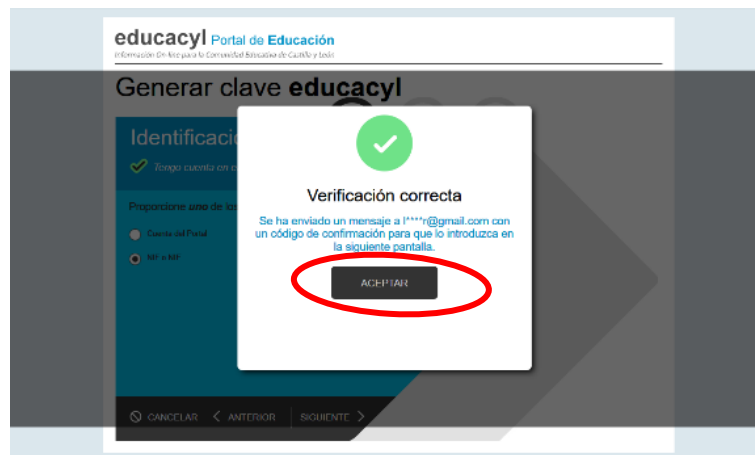 educacyl Portal de Educación
Información On-line para la Comunidad Educativa de Castilla y León
Generar clave educacyl
Identificació
Tengo cuenta en e
Proporcione uno de los
Cuenta del Portal
NIF o NIE
Verificación correcta
Se ha enviado un mensaje a l****r@gmail.com con
un código de confirmación para que lo introduzca en
la siguiente pantalla.
ACEPTAR
CANCELAR
ANTERIOR
SIGUIENTE